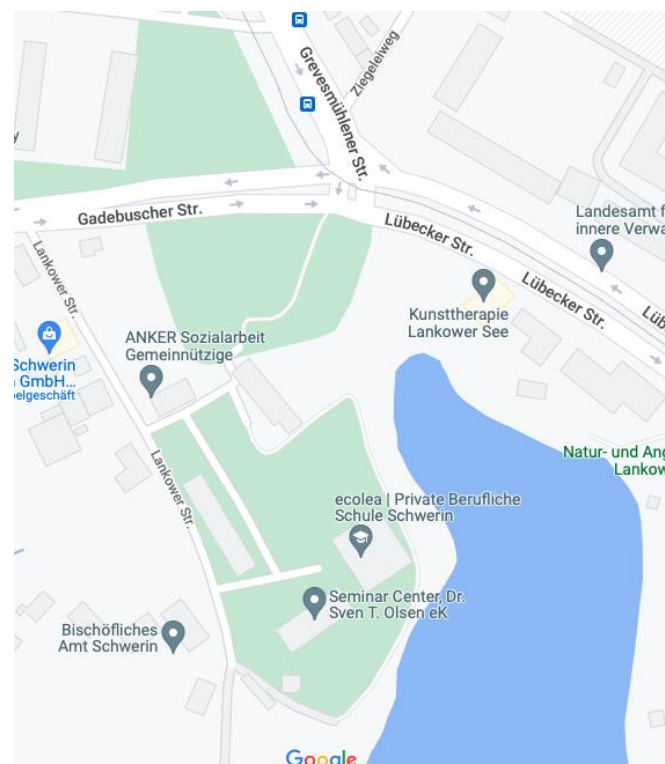 Grevesmühlener Str.
Ziegeleiweg
y
Gadebuscher Str.
Lübecker Str.
Landesamt f
innere Verwa
Lankower Str.
Kunsttherapie
Lankower See
Lübecker Str.
Lüb
ANKER Sozialarbeit
Gemeinnützige
Schwerin
GmbH...
belgeschäft
Natur- und Ang
Lankow
Lankower Str.
ecolea | Private Berufliche
Schule Schwerin
Seminar Center, Dr.
Sven T. Olsen eK
Bischöfliches
Amt Schwerin
Google